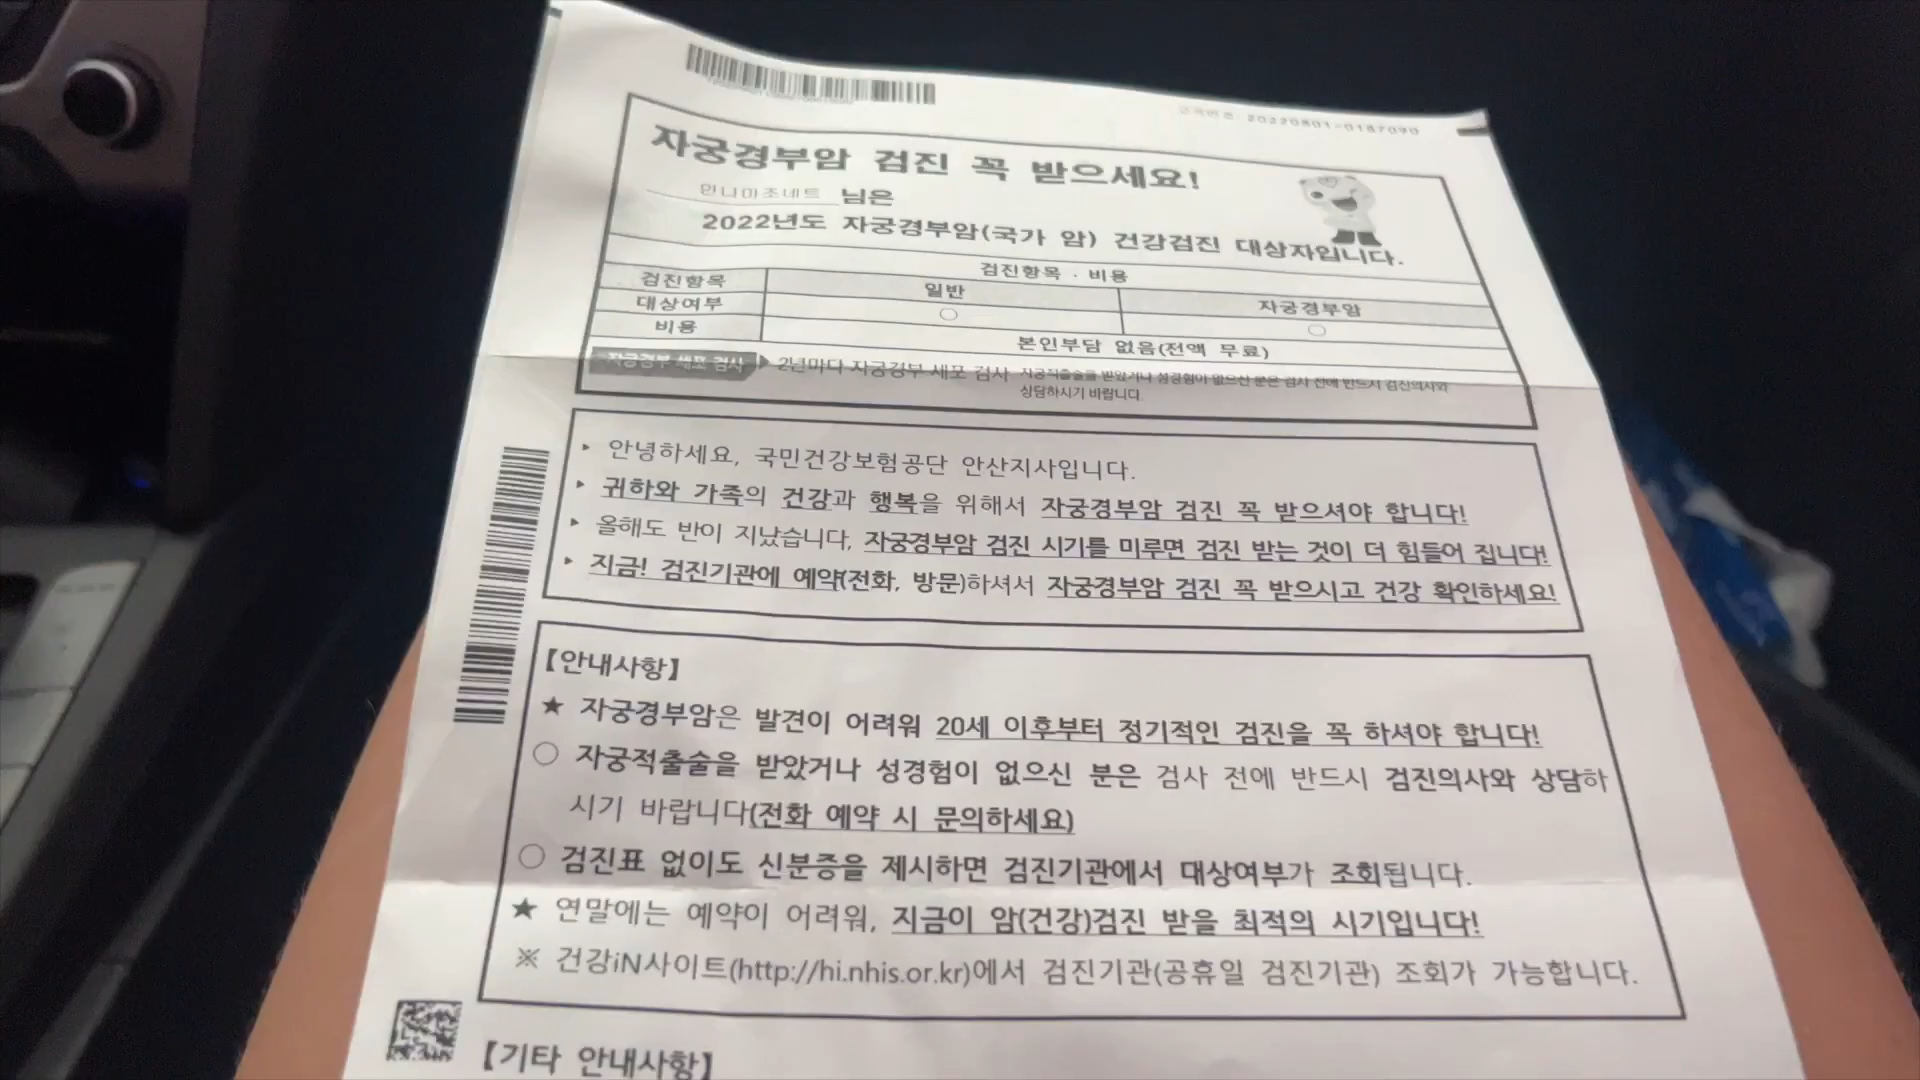 고객번호 20220801-0187090
자궁경부암 검진 꼭 받으세요!
안나마조네트 님은
2022년도 자궁경부암(국가 암) 건강검진 대상자입니다.
검진항목 · 비용
검진항목 일반 자궁경부암
대상여부 ○ ○
비용 본인부담 없음(전액 무료)
자궁경부 세포 검사 2년마다 자궁경부 세포 검사 자궁적출술을 받았거나 성경험이 없으신 분은 검사 전에 반드시 검진의사와
상담하시기 바랍니다
▸ 안녕하세요, 국민건강보험공단 안산지사입니다.
▸ 귀하와 가족의 건강과 행복을 위해서 자궁경부암 검진 꼭 받으셔야 합니다!
▸ 올해도 반이 지났습니다, 자궁경부암 검진 시기를 미루면 검진 받는 것이 더 힘들어 집니다!
▸ 지금! 검진기관에 예약(전화, 방문)하셔서 자궁경부암 검진 꼭 받으시고 건강 확인하세요!
【안내사항】
★ 자궁경부암은 발견이 어려워 20세 이후부터 정기적인 검진을 꼭 하셔야 합니다!
○ 자궁적출술을 받았거나 성경험이 없으신 분은 검사 전에 반드시 검진의사와 상담하
시기 바랍니다(전화 예약 시 문의하세요)
○ 검진표 없이도 신분증을 제시하면 검진기관에서 대상여부가 조회됩니다.
★ 연말에는 예약이 어려워, 지금이 암(건강)검진 받을 최적의 시기입니다!
※ 건강iN사이트(http://hi.nhis.or.kr)에서 검진기관(공휴일 검진기관) 조회가 가능합니다.
【기타 안내사항】